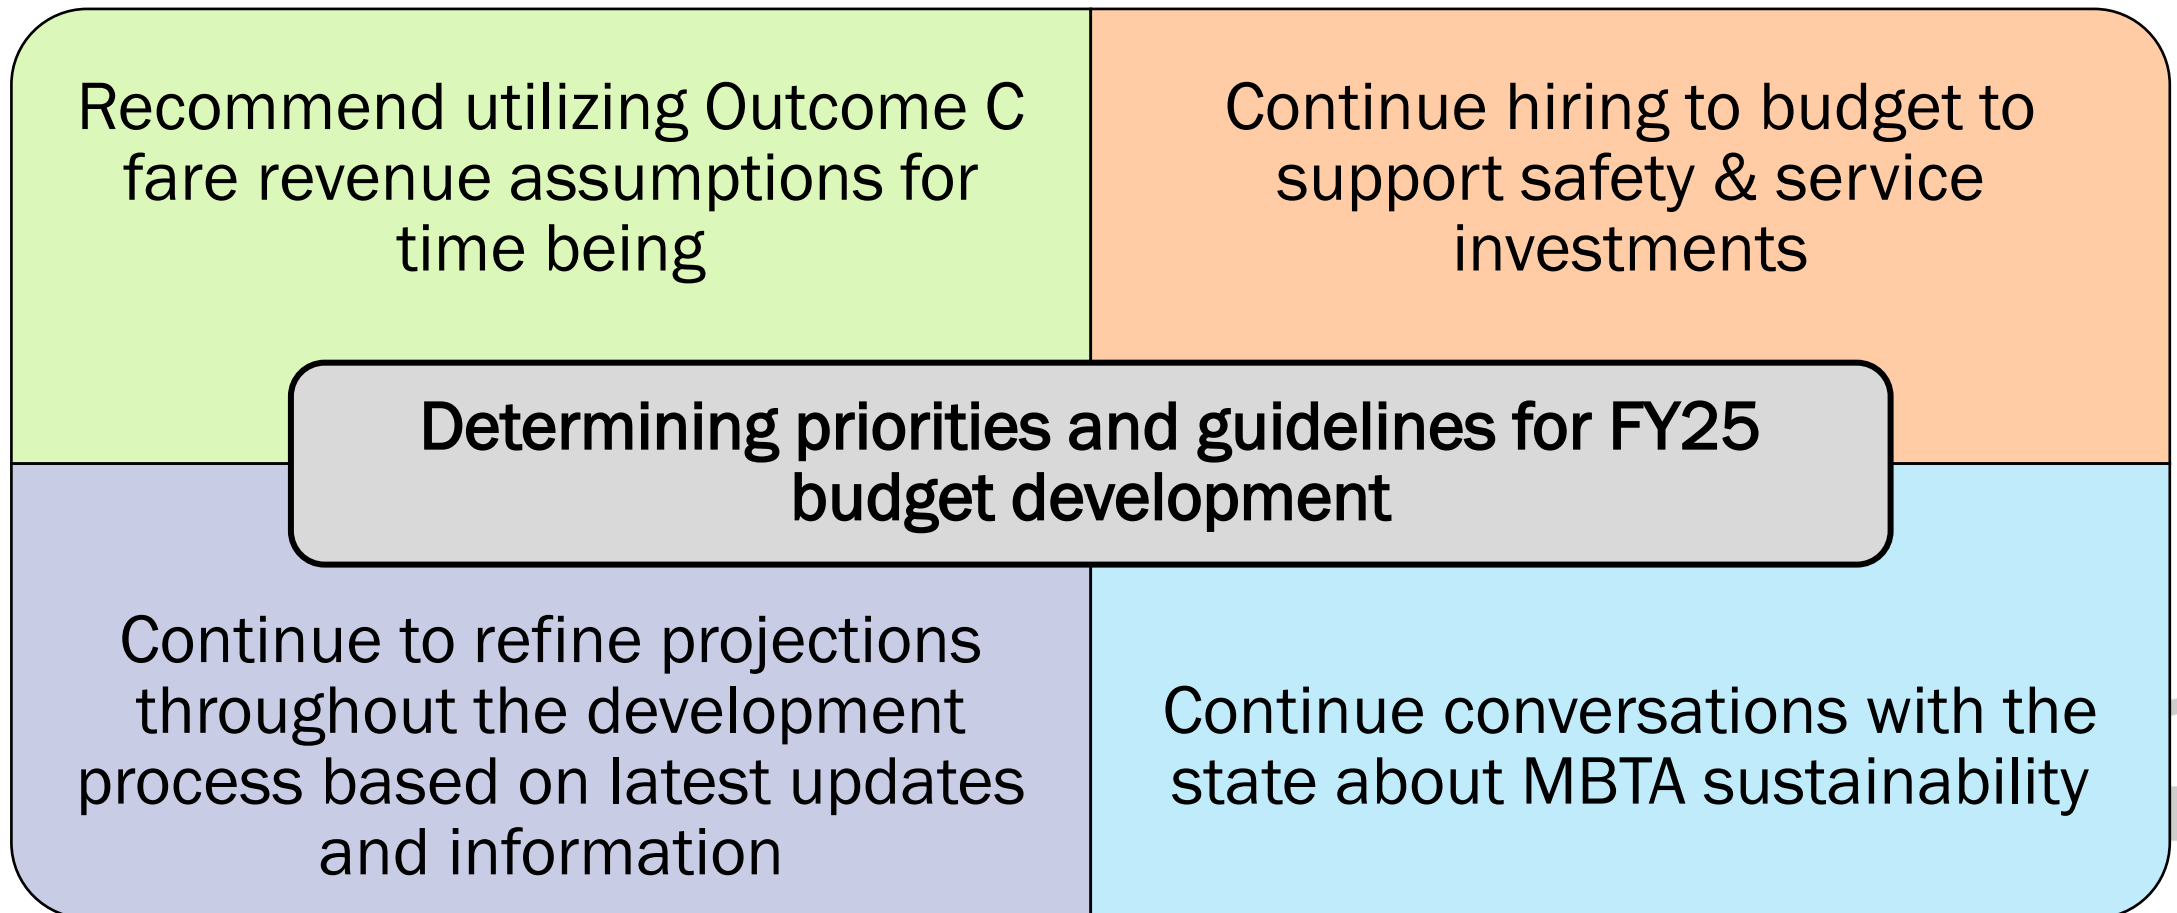 Recommend utilizing Outcome C
fare revenue assumptions for
time being
Continue hiring to budget to
support safety & service
investments
Determining priorities and guidelines for FY25
budget development
Continue to refine projections
throughout the development
process based on latest updates
and information
Continue conversations with the
state about MBTA sustainability